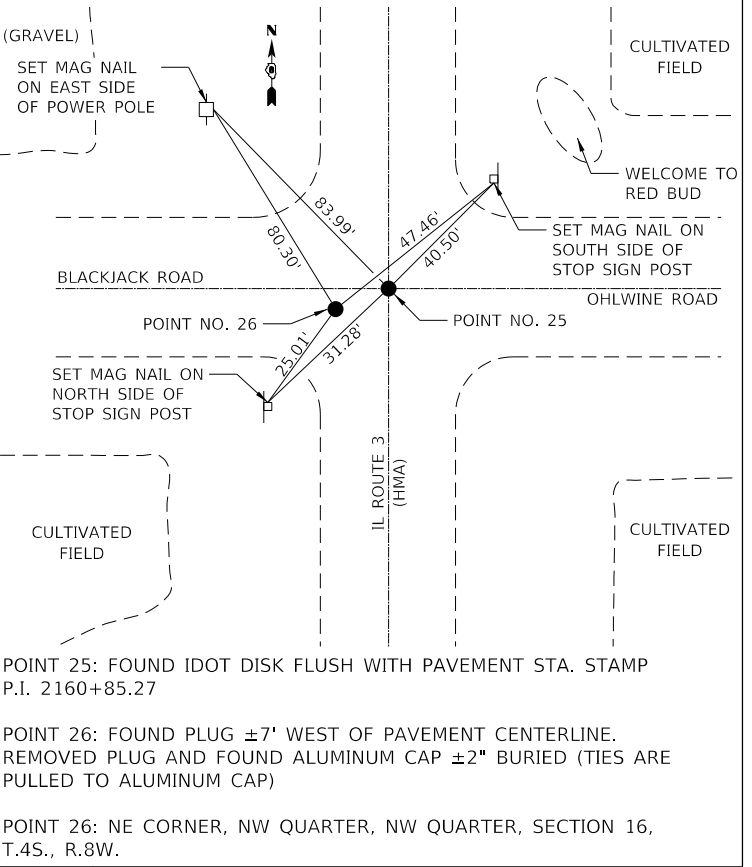 (GRAVEL)
SET MAG NAIL
ON EAST SIDE
OF POWER POLE
N
CULTIVATED
FIELD
WELCOME TO
RED BUD
83.99'
80.30'
47.46'
40.50'
SET MAG NAIL ON
SOUTH SIDE OF
STOP SIGN POST
BLACKJACK ROAD
OHLWINE ROAD
POINT NO. 26
POINT NO. 25
25.01'
31.28'
SET MAG NAIL ON
NORTH SIDE OF
STOP SIGN POST
IL ROUTE 3
(HMA)
CULTIVATED
FIELD
CULTIVATED
FIELD
POINT 25: FOUND IDOT DISK FLUSH WITH PAVEMENT STA. STAMP
P.I. 2160+85.27
POINT 26: FOUND PLUG ±7' WEST OF PAVEMENT CENTERLINE.
REMOVED PLUG AND FOUND ALUMINUM CAP ±2" BURIED (TIES ARE
PULLED TO ALUMINUM CAP)
POINT 26: NE CORNER, NW QUARTER, NW QUARTER, SECTION 16,
T.4S., R.8W.